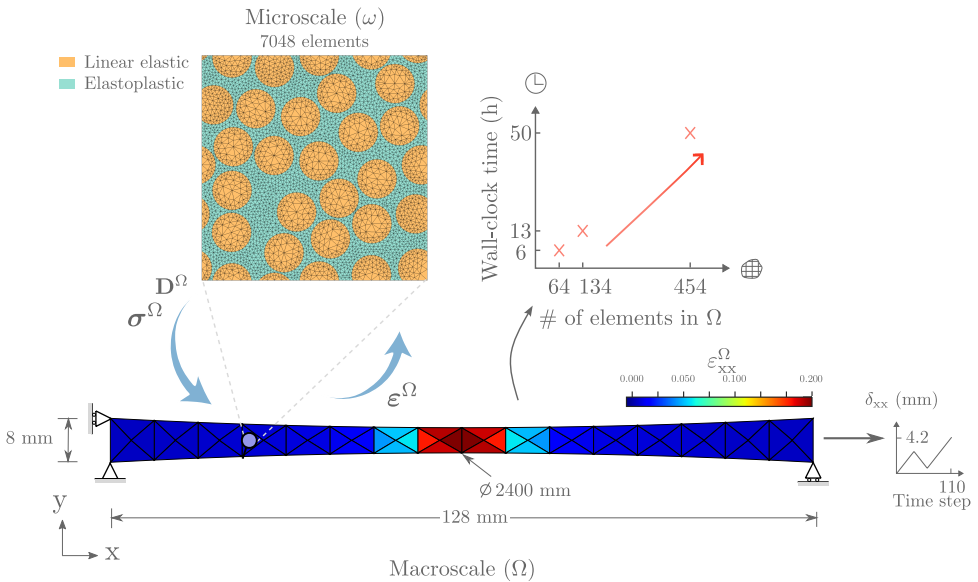 Microscale (ω)
7048 elements
Linear elastic
Elastoplastic
Wall-clock time (h)
50
13
6
64 134 454
# of elements in Ω
D^Ω
σ^Ω
ε^Ω
ε^Ω_xx
0.000 0.050 0.100 0.200
δ_xx (mm)
4.2
110
Time step
8 mm
∅ 2400 mm
128 mm
y
x
Macroscale (Ω)